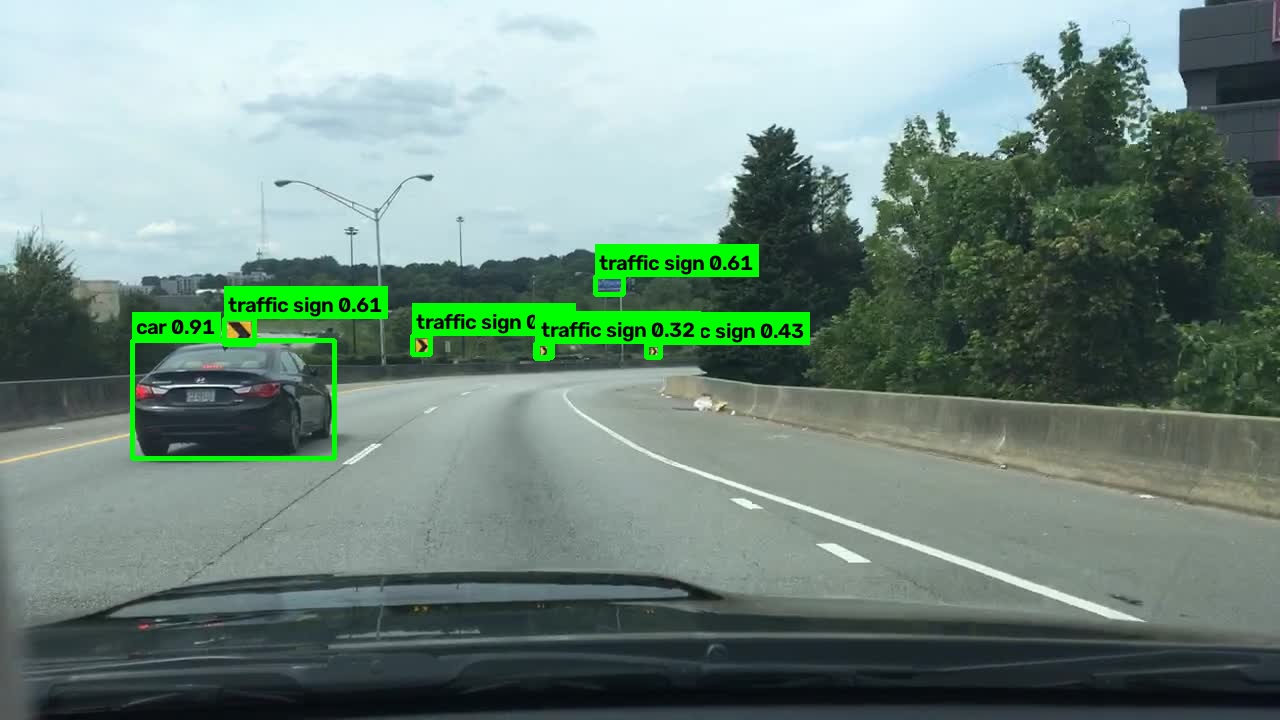 traffic sign 0.61
traffic sign 0.61
car 0.91
traffic sign 0
traffic sign 0.32
c sign 0.43